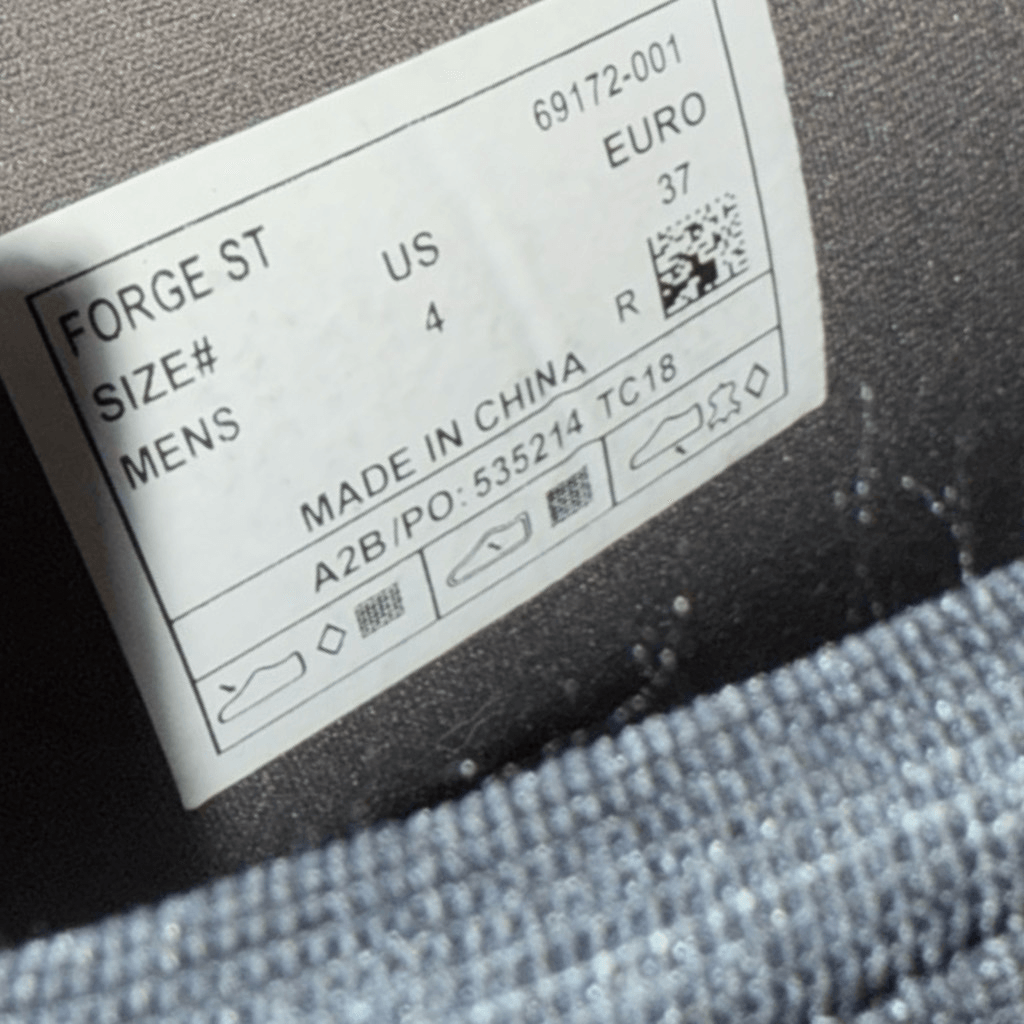 69172-001
FORGE ST US EURO
SIZE# 4 37
MENS R
MADE IN CHINA
A2B/PO: 535214 TC18